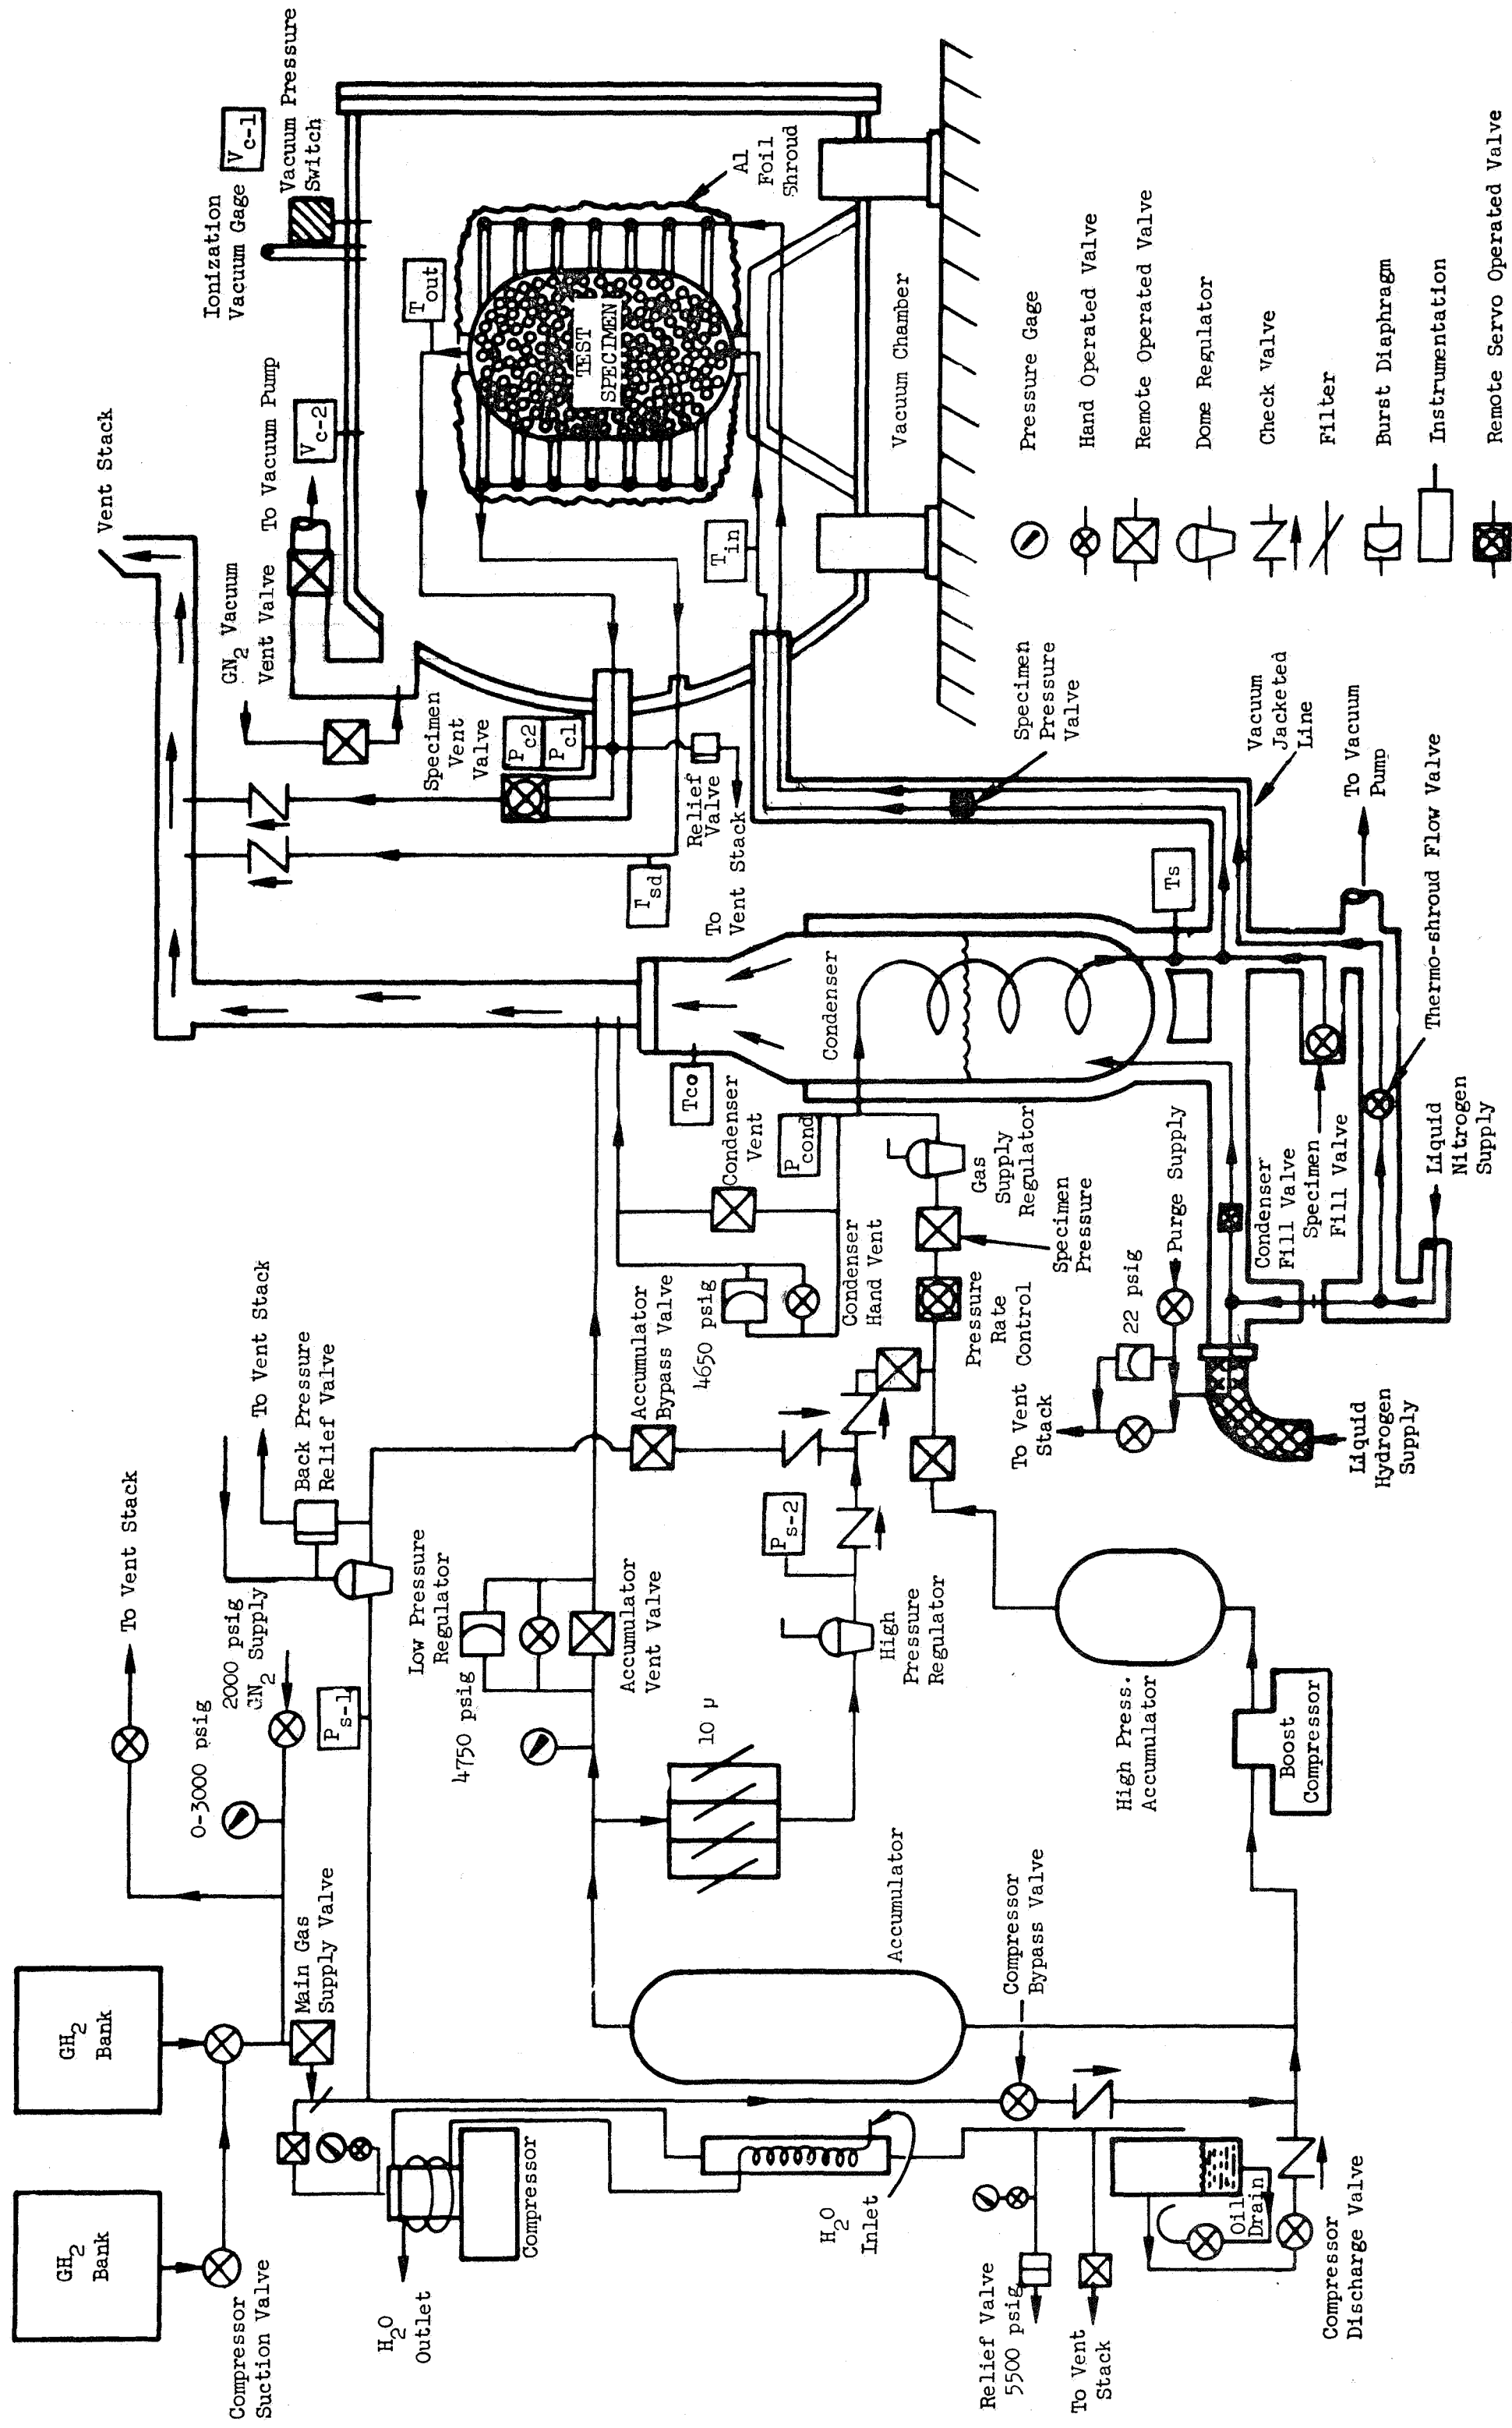 GH2
Bank
GH2
Bank
Compressor
Suction Valve
Main Gas
Supply Valve
0-3000 psig
2000 psig
GN2 Supply
To Vent Stack
Ps-1
Back Pressure
Relief Valve
To Vent Stack
Low Pressure
Regulator
H2O
Outlet
Compressor
H2O
Inlet
Relief Valve
5500 psig
To Vent
Stack
Oil
Drain
Compressor
Discharge Valve
Compressor
Bypass Valve
Accumulator
10 μ
4750 psig
Accumulator
Vent Valve
High
Pressure
Regulator
Ps-2
High Press.
Accumulator
Boost
Compressor
Accumulator
Bypass Valve
4650 psig
Condenser
Hand Vent
Condenser
Vent
Pcond
Tco
Condenser
Gas
Supply
Regulator
Specimen
Pressure
Pressure
Rate
Control
To Vent
Stack
22 psig
Purge Supply
Liquid
Hydrogen
Supply
Condenser
Fill Valve
Specimen
Fill Valve
Liquid
Nitrogen
Supply
Thermo-shroud Flow Valve
To Vacuum
Pump
Vacuum
Jacketed
Line
Ts
Specimen
Pressure
Valve
Vent Stack
GN2 Vacuum
Vent Valve
To Vacuum Pump
Vc-2
Specimen
Vent
Valve
Pc2
Pc1
Relief
Valve
To
Vent Stack
Tsd
Tin
Tout
Ionization
Vacuum Gage
Vc-1
Vacuum Pressure
Switch
TEST
SPECIMEN
Al
Foil
Shroud
Vacuum Chamber
Pressure Gage
Hand Operated Valve
Remote Operated Valve
Dome Regulator
Check Valve
Filter
Burst Diaphragm
Instrumentation
Remote Servo Operated Valve